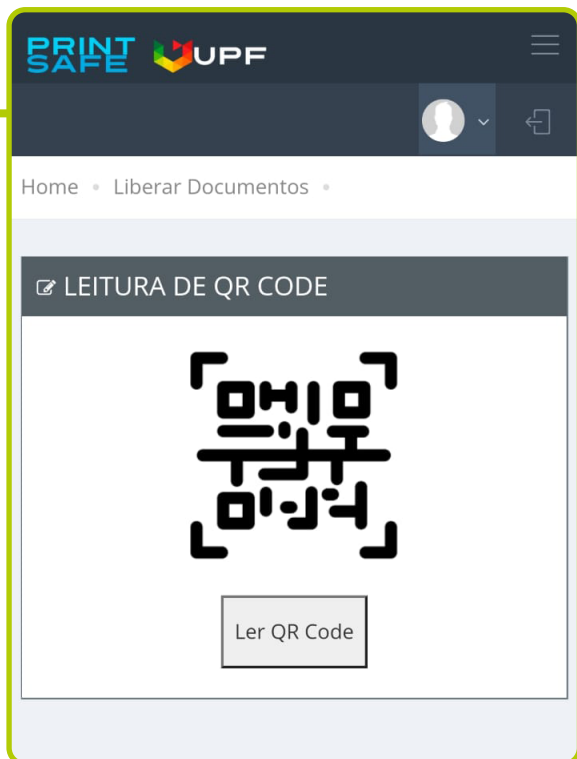 PRINT SAFE UPF
Home • Liberar Documentos •
LEITURA DE QR CODE
Ler QR Code